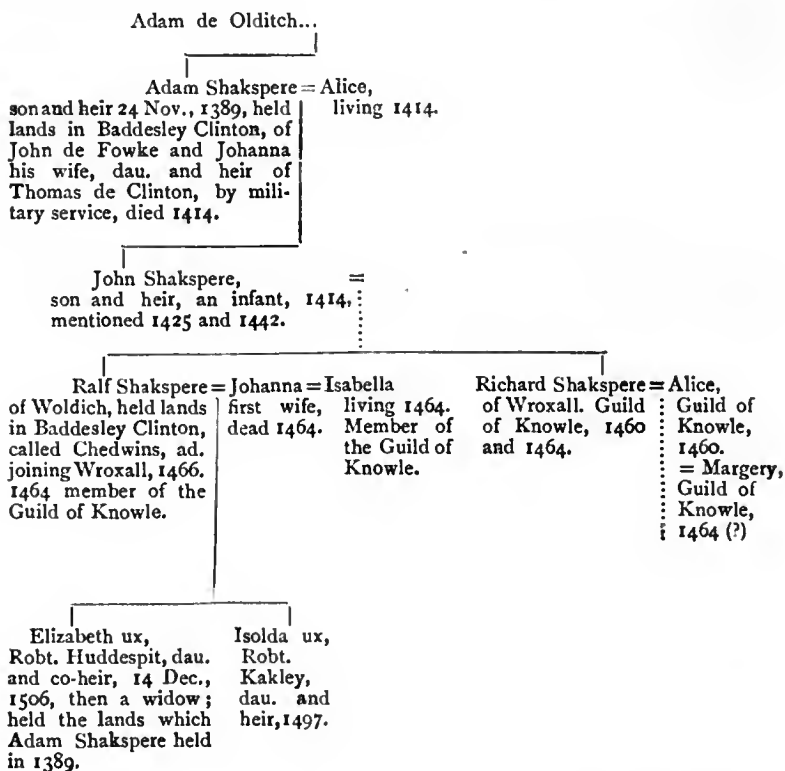 Adam de Olditch...
Adam Shakspere = Alice,
son and heir 24 Nov., 1389, held
lands in Baddesley Clinton, of
John de Fowke and Johanna
his wife, dau. and heir of
Thomas de Clinton, by mili-
tary service, died 1414.
living 1414.
John Shakspere, =
son and heir, an infant, 1414,
mentioned 1425 and 1442.
Ralf Shakspere = Johanna = Isabella
of Woldich, held lands
in Baddesley Clinton,
called Chedwins, ad.
joining Wroxall, 1466.
1464 member of the
Guild of Knowle.
first wife,
dead 1464.
living 1464.
Member of
the Guild of
Knowle.
Richard Shakspere = Alice,
of Wroxall. Guild
of Knowle, 1460
and 1464.
Guild of
Knowle,
1460.
= Margery,
Guild of
Knowle,
1464 (?)
Elizabeth ux,
Robt. Huddespit, dau.
and co-heir, 14 Dec.,
1506, then a widow;
held the lands which
Adam Shakspere held
in 1389.
Isolda ux,
Robt.
Kakley,
dau. and
heir, 1497.